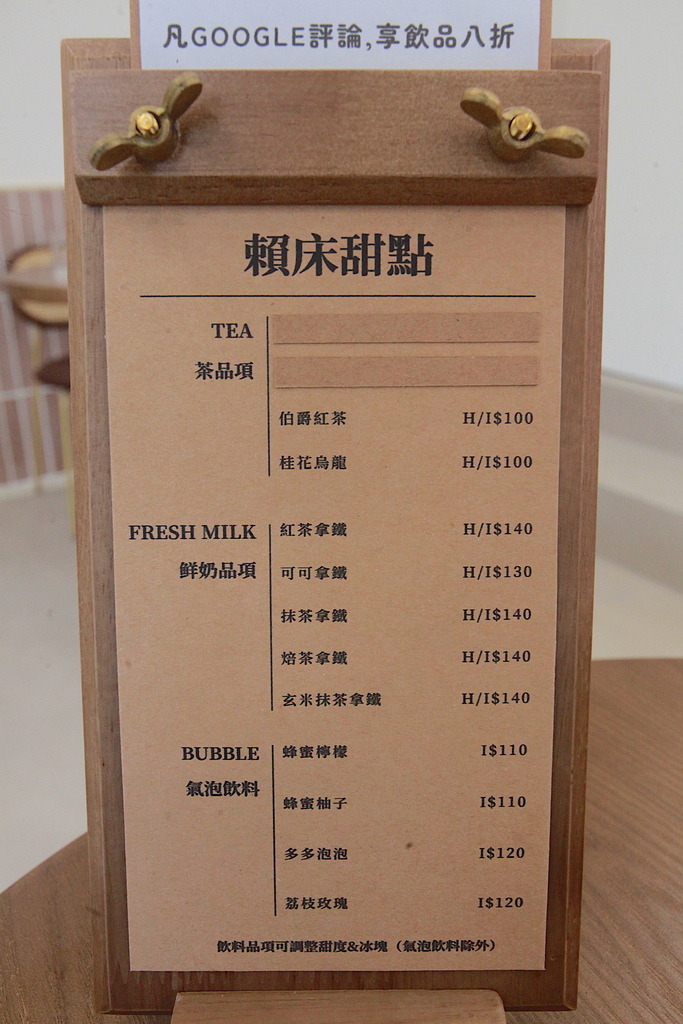 凡GOOGLE評論,享飲品八折
賴床甜點
TEA
茶品項
伯爵紅茶 H/I$100
桂花烏龍 H/I$100
FRESH MILK
鮮奶品項
紅茶拿鐵 H/I$140
可可拿鐵 H/I$130
抹茶拿鐵 H/I$140
焙茶拿鐵 H/I$140
玄米抹茶拿鐵 H/I$140
BUBBLE
氣泡飲料
蜂蜜檸檬 I$110
蜂蜜柚子 I$110
多多泡泡 I$120
荔枝玫瑰 I$120
飲料品項可調整甜度&冰塊（氣泡飲料除外）